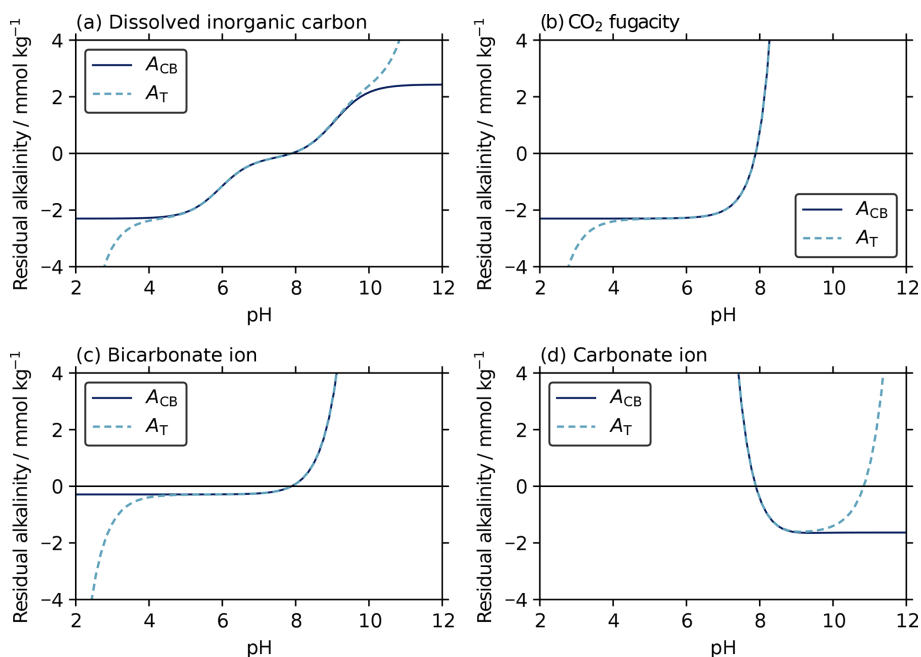 (a) Dissolved inorganic carbon
Residual alkalinity / mmol kg⁻¹
4
2
0
−2
−4
A_CB
A_T
2 4 6 8 10 12
pH
(b) CO₂ fugacity
Residual alkalinity / mmol kg⁻¹
4
2
0
−2
−4
A_CB
A_T
2 4 6 8 10 12
pH
(c) Bicarbonate ion
Residual alkalinity / mmol kg⁻¹
4
2
0
−2
−4
A_CB
A_T
2 4 6 8 10 12
pH
(d) Carbonate ion
Residual alkalinity / mmol kg⁻¹
4
2
0
−2
−4
A_CB
A_T
2 4 6 8 10 12
pH